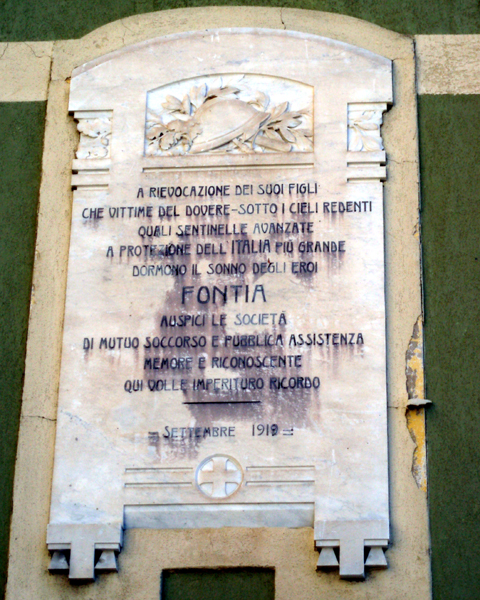 A RIEVOCAZIONE DEI SUOI FIGLI
CHE VITTIME DEL DOVERE-SOTTO I CIELI REDENTI
QUALI SENTINELLE AVANZATE
A PROTEZIONE DELL'ITALIA PIÙ GRANDE
DORMONO IL SONNO DEGLI EROI
FONTIA
AUSPICI LE SOCIETÀ
DI MUTUO SOCCORSO E PUBBLICA ASSISTENZA
MEMORE E RICONOSCENTE
QUI VOLLE IMPERITURO RICORDO
SETTEMBRE 1919